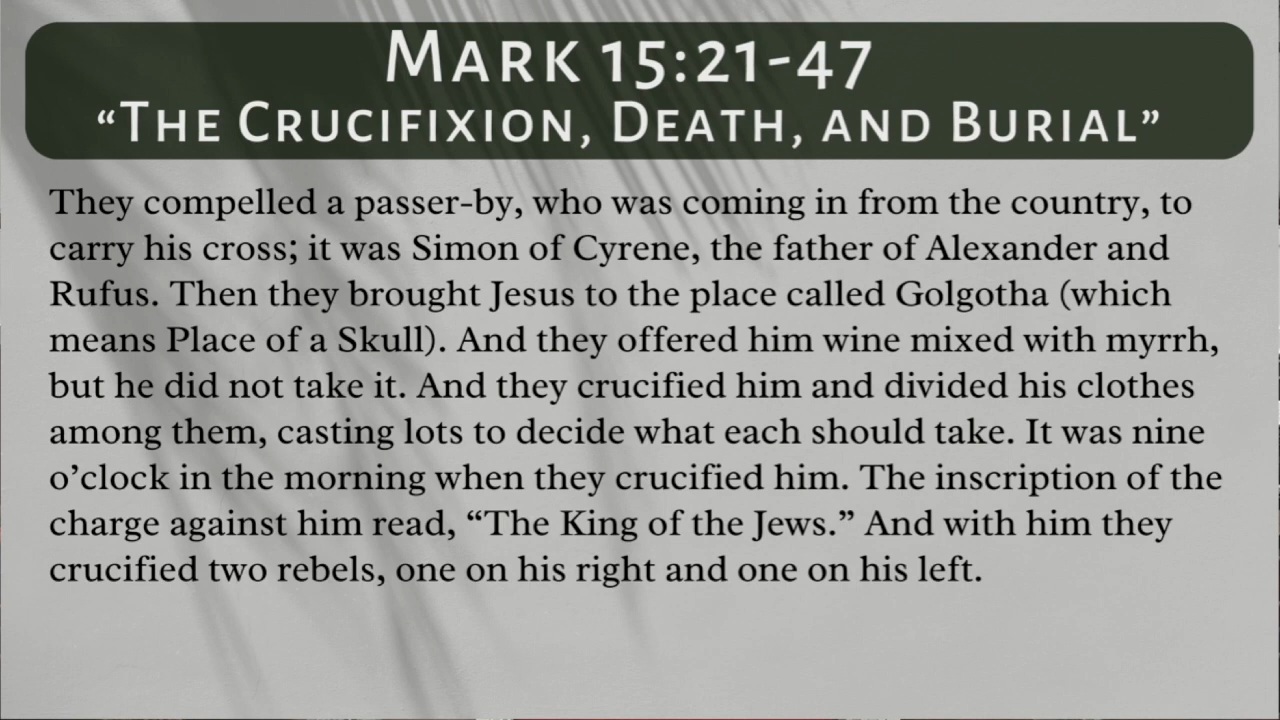 Mark 15:21-47
“The Crucifixion, Death, and Burial”
They compelled a passer-by, who was coming in from the country, to
carry his cross; it was Simon of Cyrene, the father of Alexander and
Rufus. Then they brought Jesus to the place called Golgotha (which
means Place of a Skull). And they offered him wine mixed with myrrh,
but he did not take it. And they crucified him and divided his clothes
among them, casting lots to decide what each should take. It was nine
o’clock in the morning when they crucified him. The inscription of the
charge against him read, “The King of the Jews.” And with him they
crucified two rebels, one on his right and one on his left.